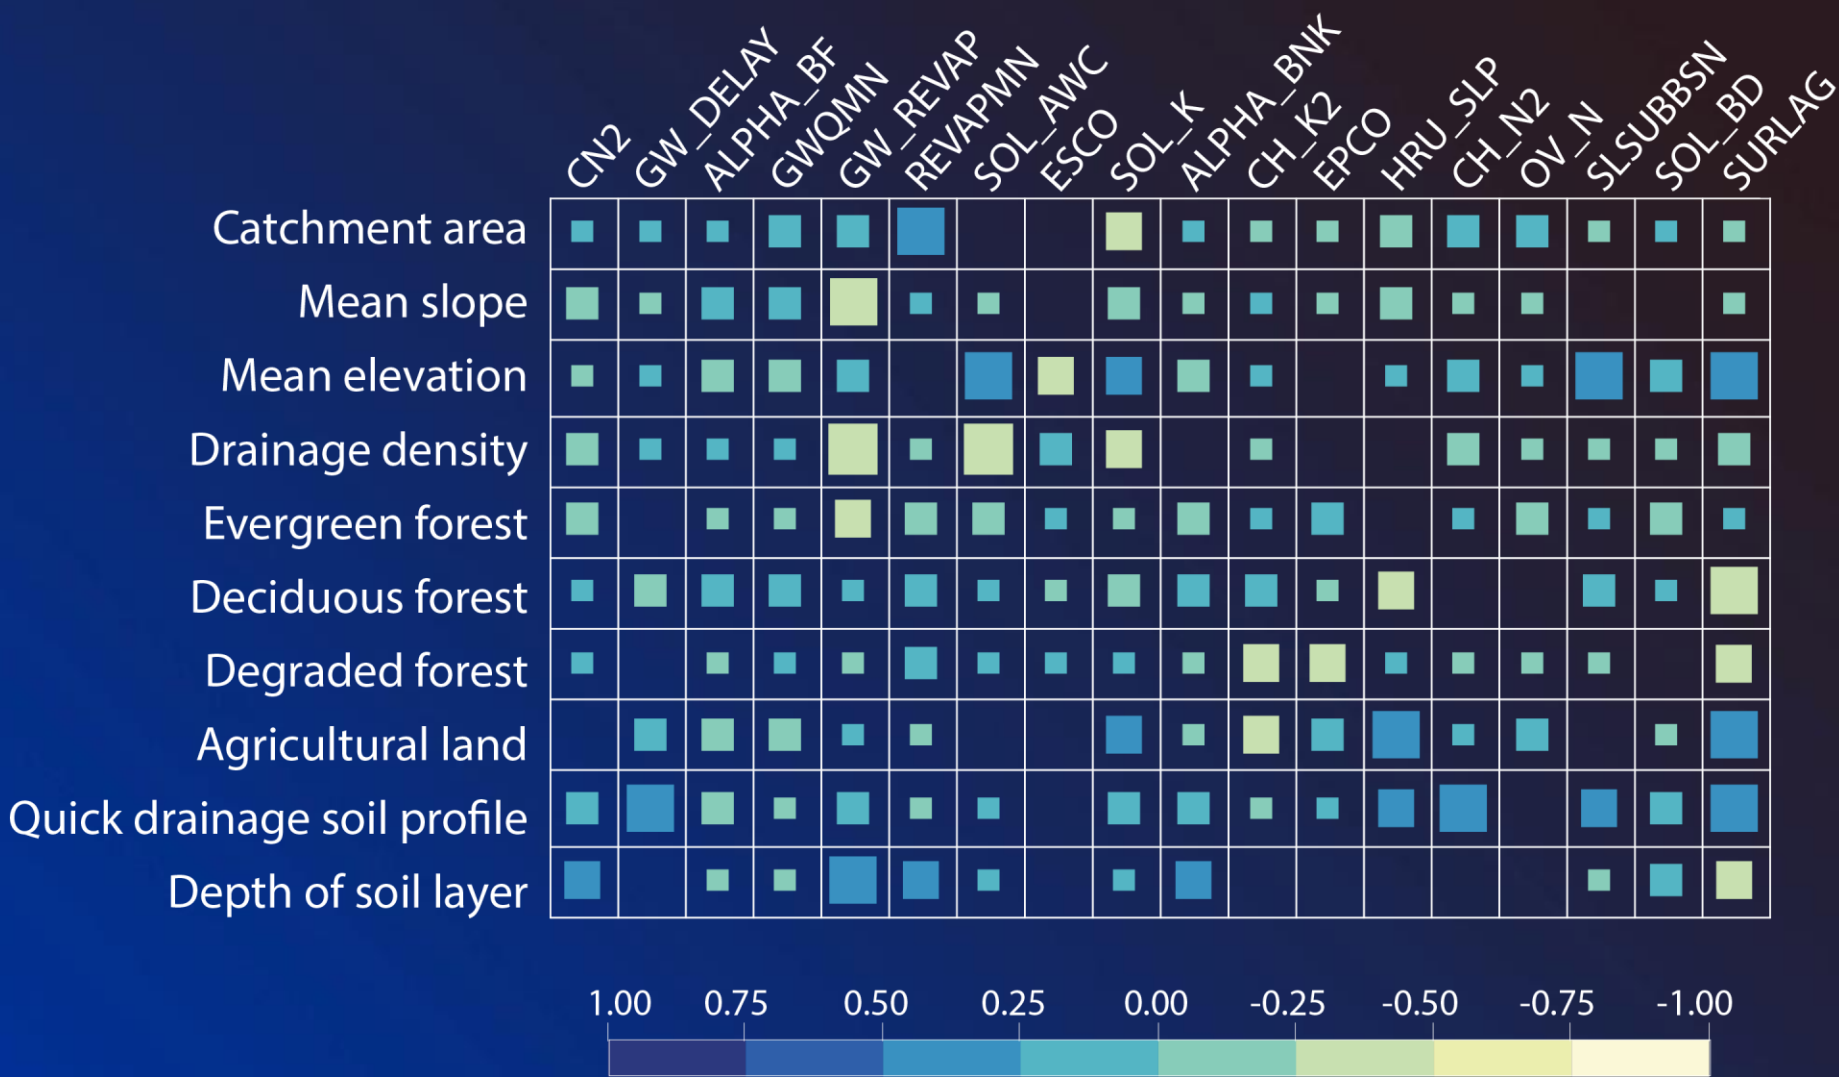 CN2
GW_DELAY
ALPHA_BF
GWQMN
GW_REVAP
REVAPMN
SOL_AWC
ESCO
SOL_K
ALPHA_BNK
CH_K2
EPCO
HRU_SLP
CH_N2
OV_N
SLSUBBSN
SOL_BD
SURLAG
Catchment area
Mean slope
Mean elevation
Drainage density
Evergreen forest
Deciduous forest
Degraded forest
Agricultural land
Quick drainage soil profile
Depth of soil layer
1.00 0.75 0.50 0.25 0.00 -0.25 -0.50 -0.75 -1.00